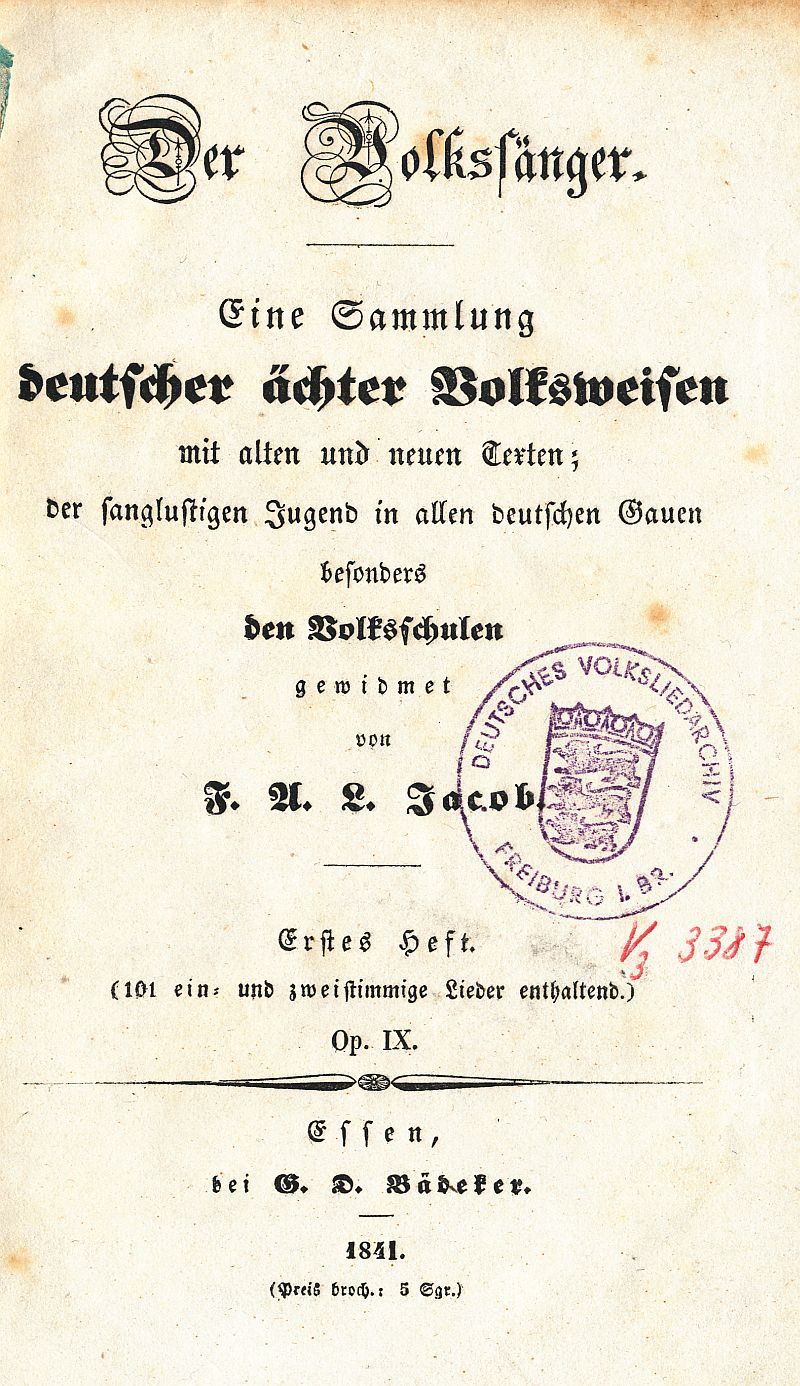 Der Volkssänger.
Eine Sammlung
deutscher ächter Volksweisen
mit alten und neuen Texten;
der sanglustigen Jugend in allen deutschen Gauen
besonders
den Volksschulen
gewidmet
von
F. A. L. Jacob.
DEUTSCHES VOLKSLIEDARCHIV
FREIBURG I. BR.
Erstes Heft.
V3 3387
(101 ein- und zweistimmige Lieder enthaltend.)
Op. IX.
Essen,
bei G. D. Bädeker.
1841.
(Preis broch.: 5 Sgr.)